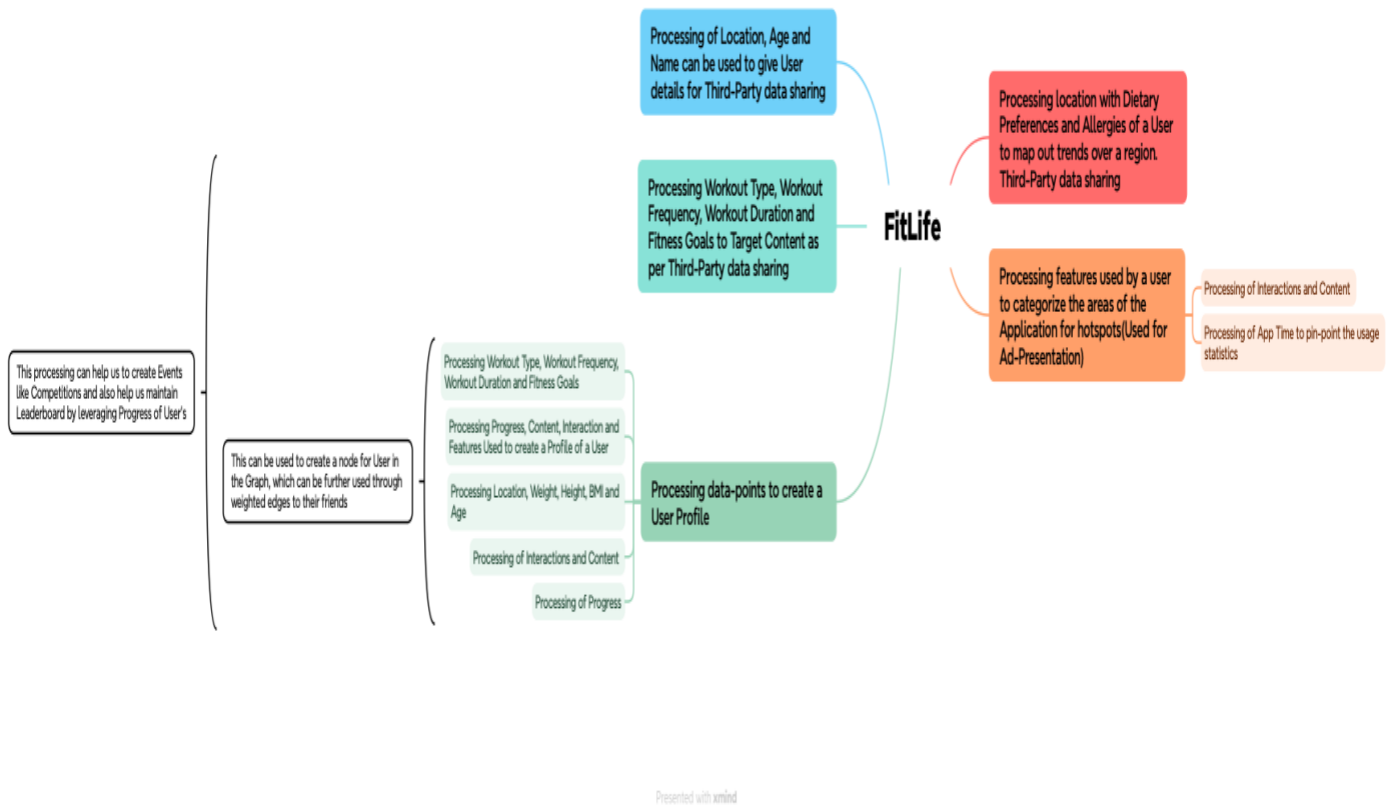 Processing of Location, Age and
Name can be used to give User
details for Third-Party data sharing
Processing Workout Type, Workout
Frequency, Workout Duration and
Fitness Goals to Target Content as
per Third-Party data sharing
FitLife
Processing location with Dietary
Preferences and Allergies of a User
to map out trends over a region.
Third-Party data sharing
Processing features used by a user
to categorize the areas of the
Application for hotspots(Used for
Ad-Presentation)
Processing of Interactions and Content
Processing of App Time to pin-point the usage
statistics
Processing data-points to create a
User Profile
Processing Workout Type, Workout Frequency,
Workout Duration and Fitness Goals
Processing Progress, Content, Interaction and
Features Used to create a Profile of a User
Processing Location, Weight, Height, BMI and
Age
Processing of Interactions and Content
Processing of Progress
This can be used to create a node for User in
the Graph, which can be further used through
weighted edges to their friends
This processing can help us to create Events
like Competitions and also help us maintain
Leaderboard by leveraging Progress of User's
Presented with xmind